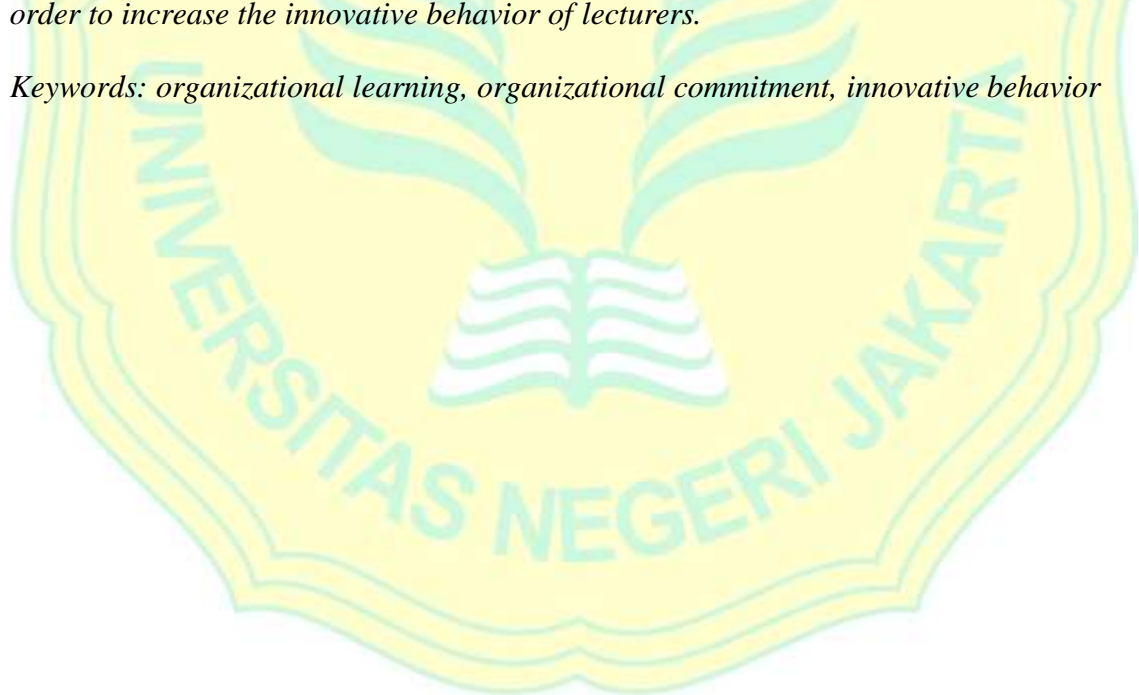 order to increase the innovative behavior of lecturers.
Keywords: organizational learning, organizational commitment, innovative behavior
UNIVERSITAS NEGERI JAKARTA